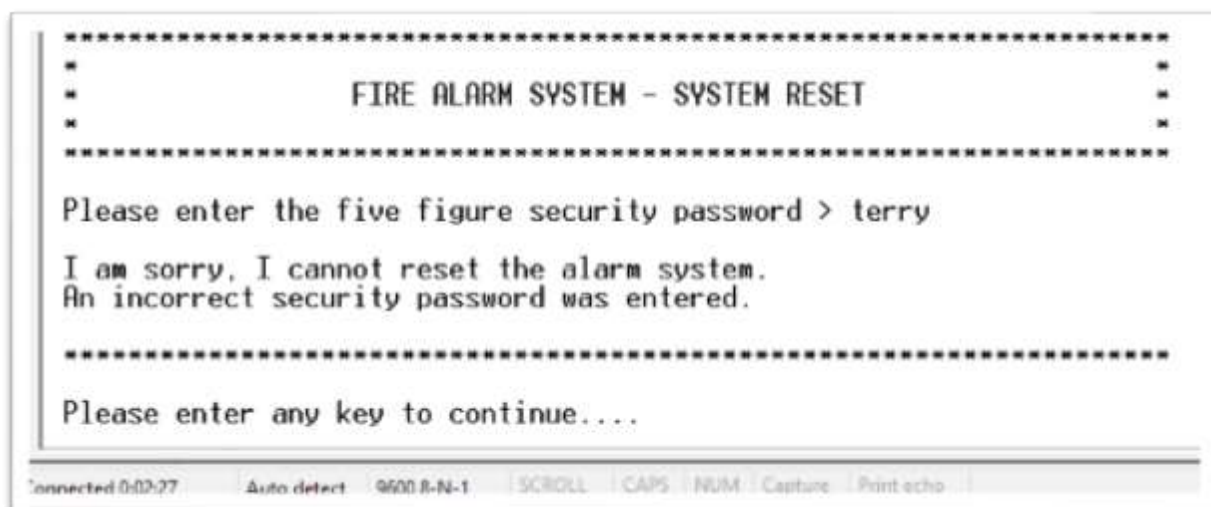 FIRE ALARM SYSTEM - SYSTEM RESET
Please enter the five figure security password > terry
I am sorry, I cannot reset the alarm system.
An incorrect security password was entered.
Please enter any key to continue....
Connected 0:02:27 Auto detect 9600 8-N-1 SCROLL CAPS NUM Capture Print echo